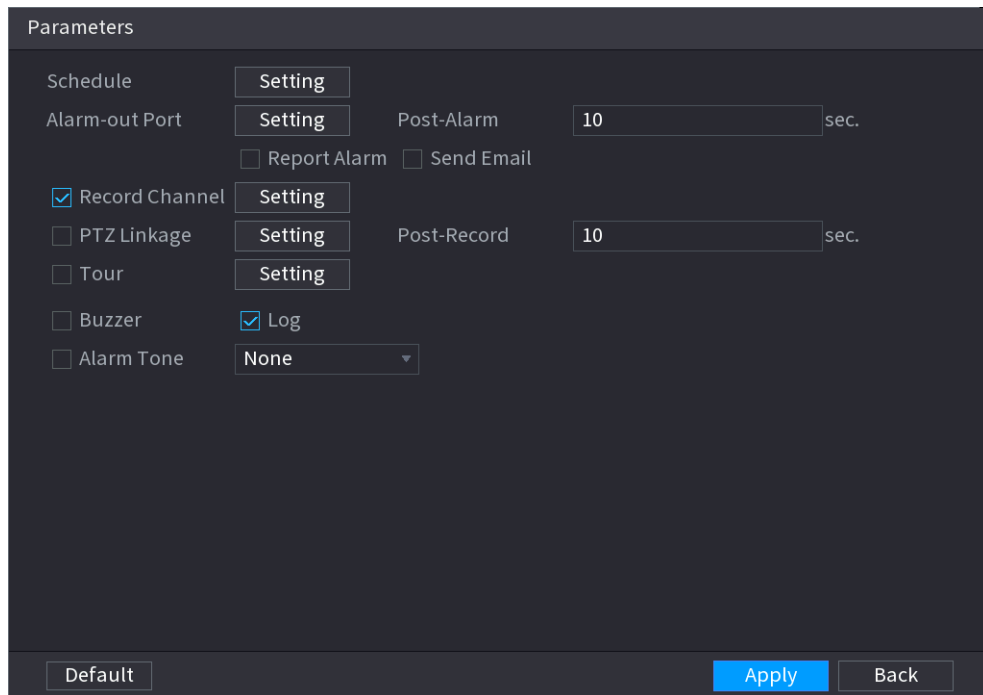 Parameters
Schedule Setting
Alarm-out Port Setting Post-Alarm 10 sec.
Report Alarm Send Email
Record Channel Setting
PTZ Linkage Setting Post-Record 10 sec.
Tour Setting
Buzzer Log
Alarm Tone None
Default Apply Back